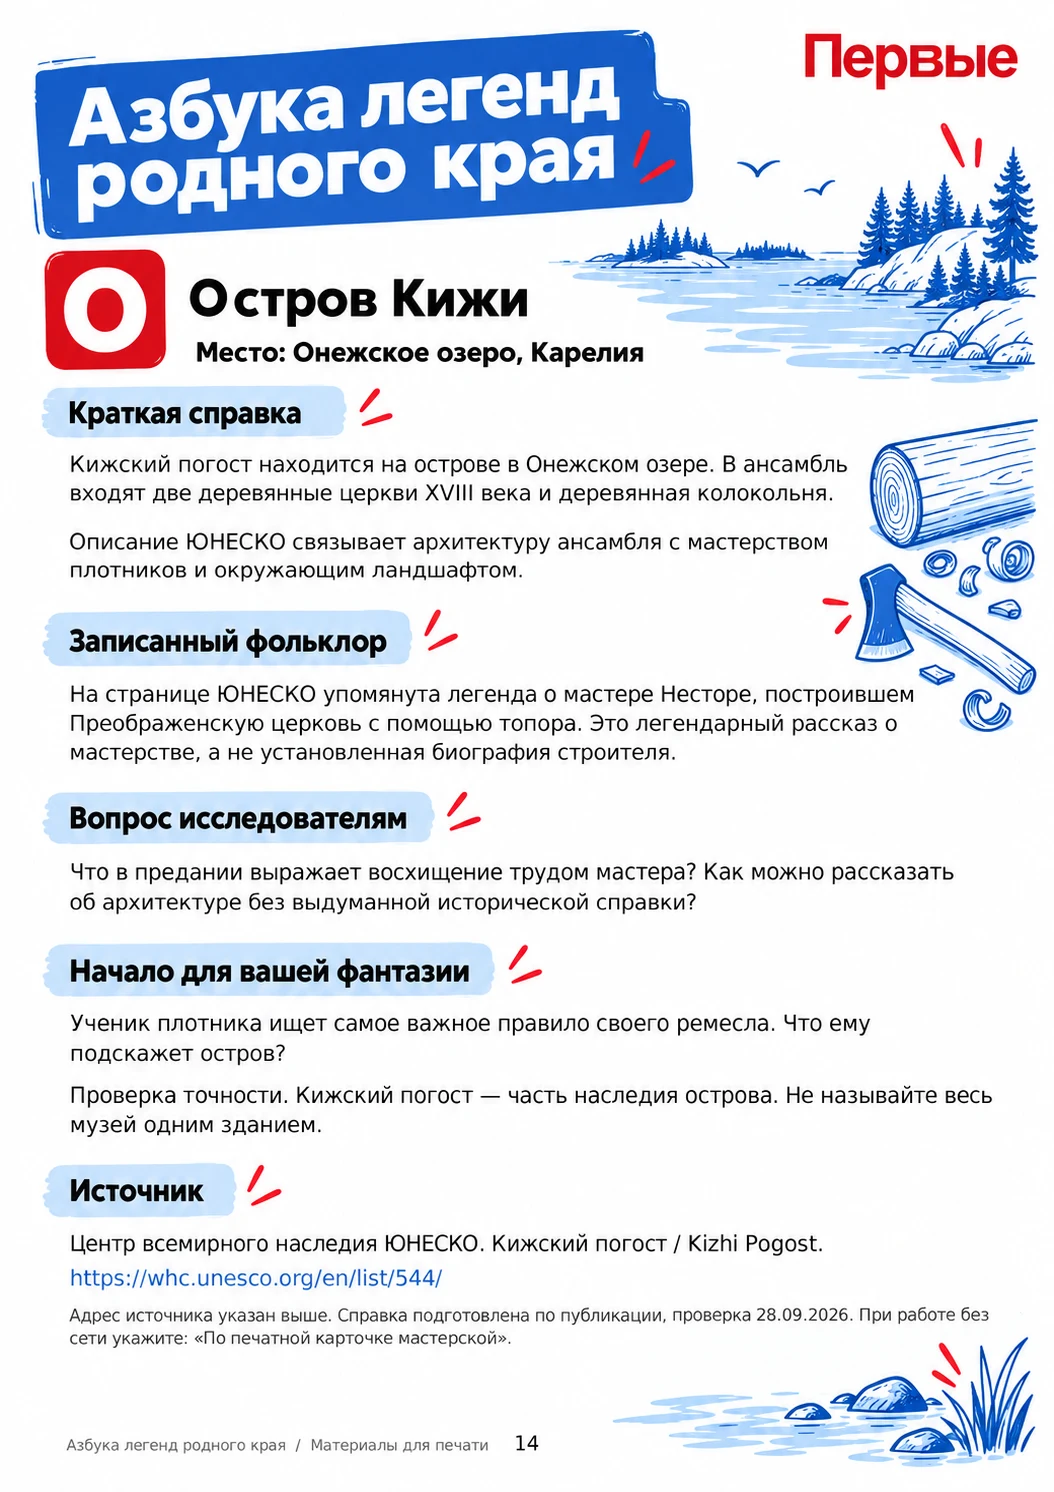 Первые
Азбука легенд
родного края
О
Остров Кижи
Место: Онежское озеро, Карелия
Краткая справка
Кижский погост находится на острове в Онежском озере. В ансамбль
входят две деревянные церкви XVIII века и деревянная колокольня.
Описание ЮНЕСКО связывает архитектуру ансамбля с мастерством
плотников и окружающим ландшафтом.
Записанный фольклор
На странице ЮНЕСКО упомянута легенда о мастере Несторе, построившем
Преображенскую церковь с помощью топора. Это легендарный рассказ о
мастерстве, а не установленная биография строителя.
Вопрос исследователям
Что в предании выражает восхищение трудом мастера? Как можно рассказать
об архитектуре без выдуманной исторической справки?
Начало для вашей фантазии
Ученик плотника ищет самое важное правило своего ремесла. Что ему
подскажет остров?
Проверка точности. Кижский погост — часть наследия острова. Не называйте весь
музей одним зданием.
Источник
Центр всемирного наследия ЮНЕСКО. Кижский погост / Kizhi Pogost.
https://whc.unesco.org/en/list/544/
Адрес источника указан выше. Справка подготовлена по публикации, проверка 28.09.2026. При работе без
сети укажите: «По печатной карточке мастерской».
Азбука легенд родного края / Материалы для печати 14